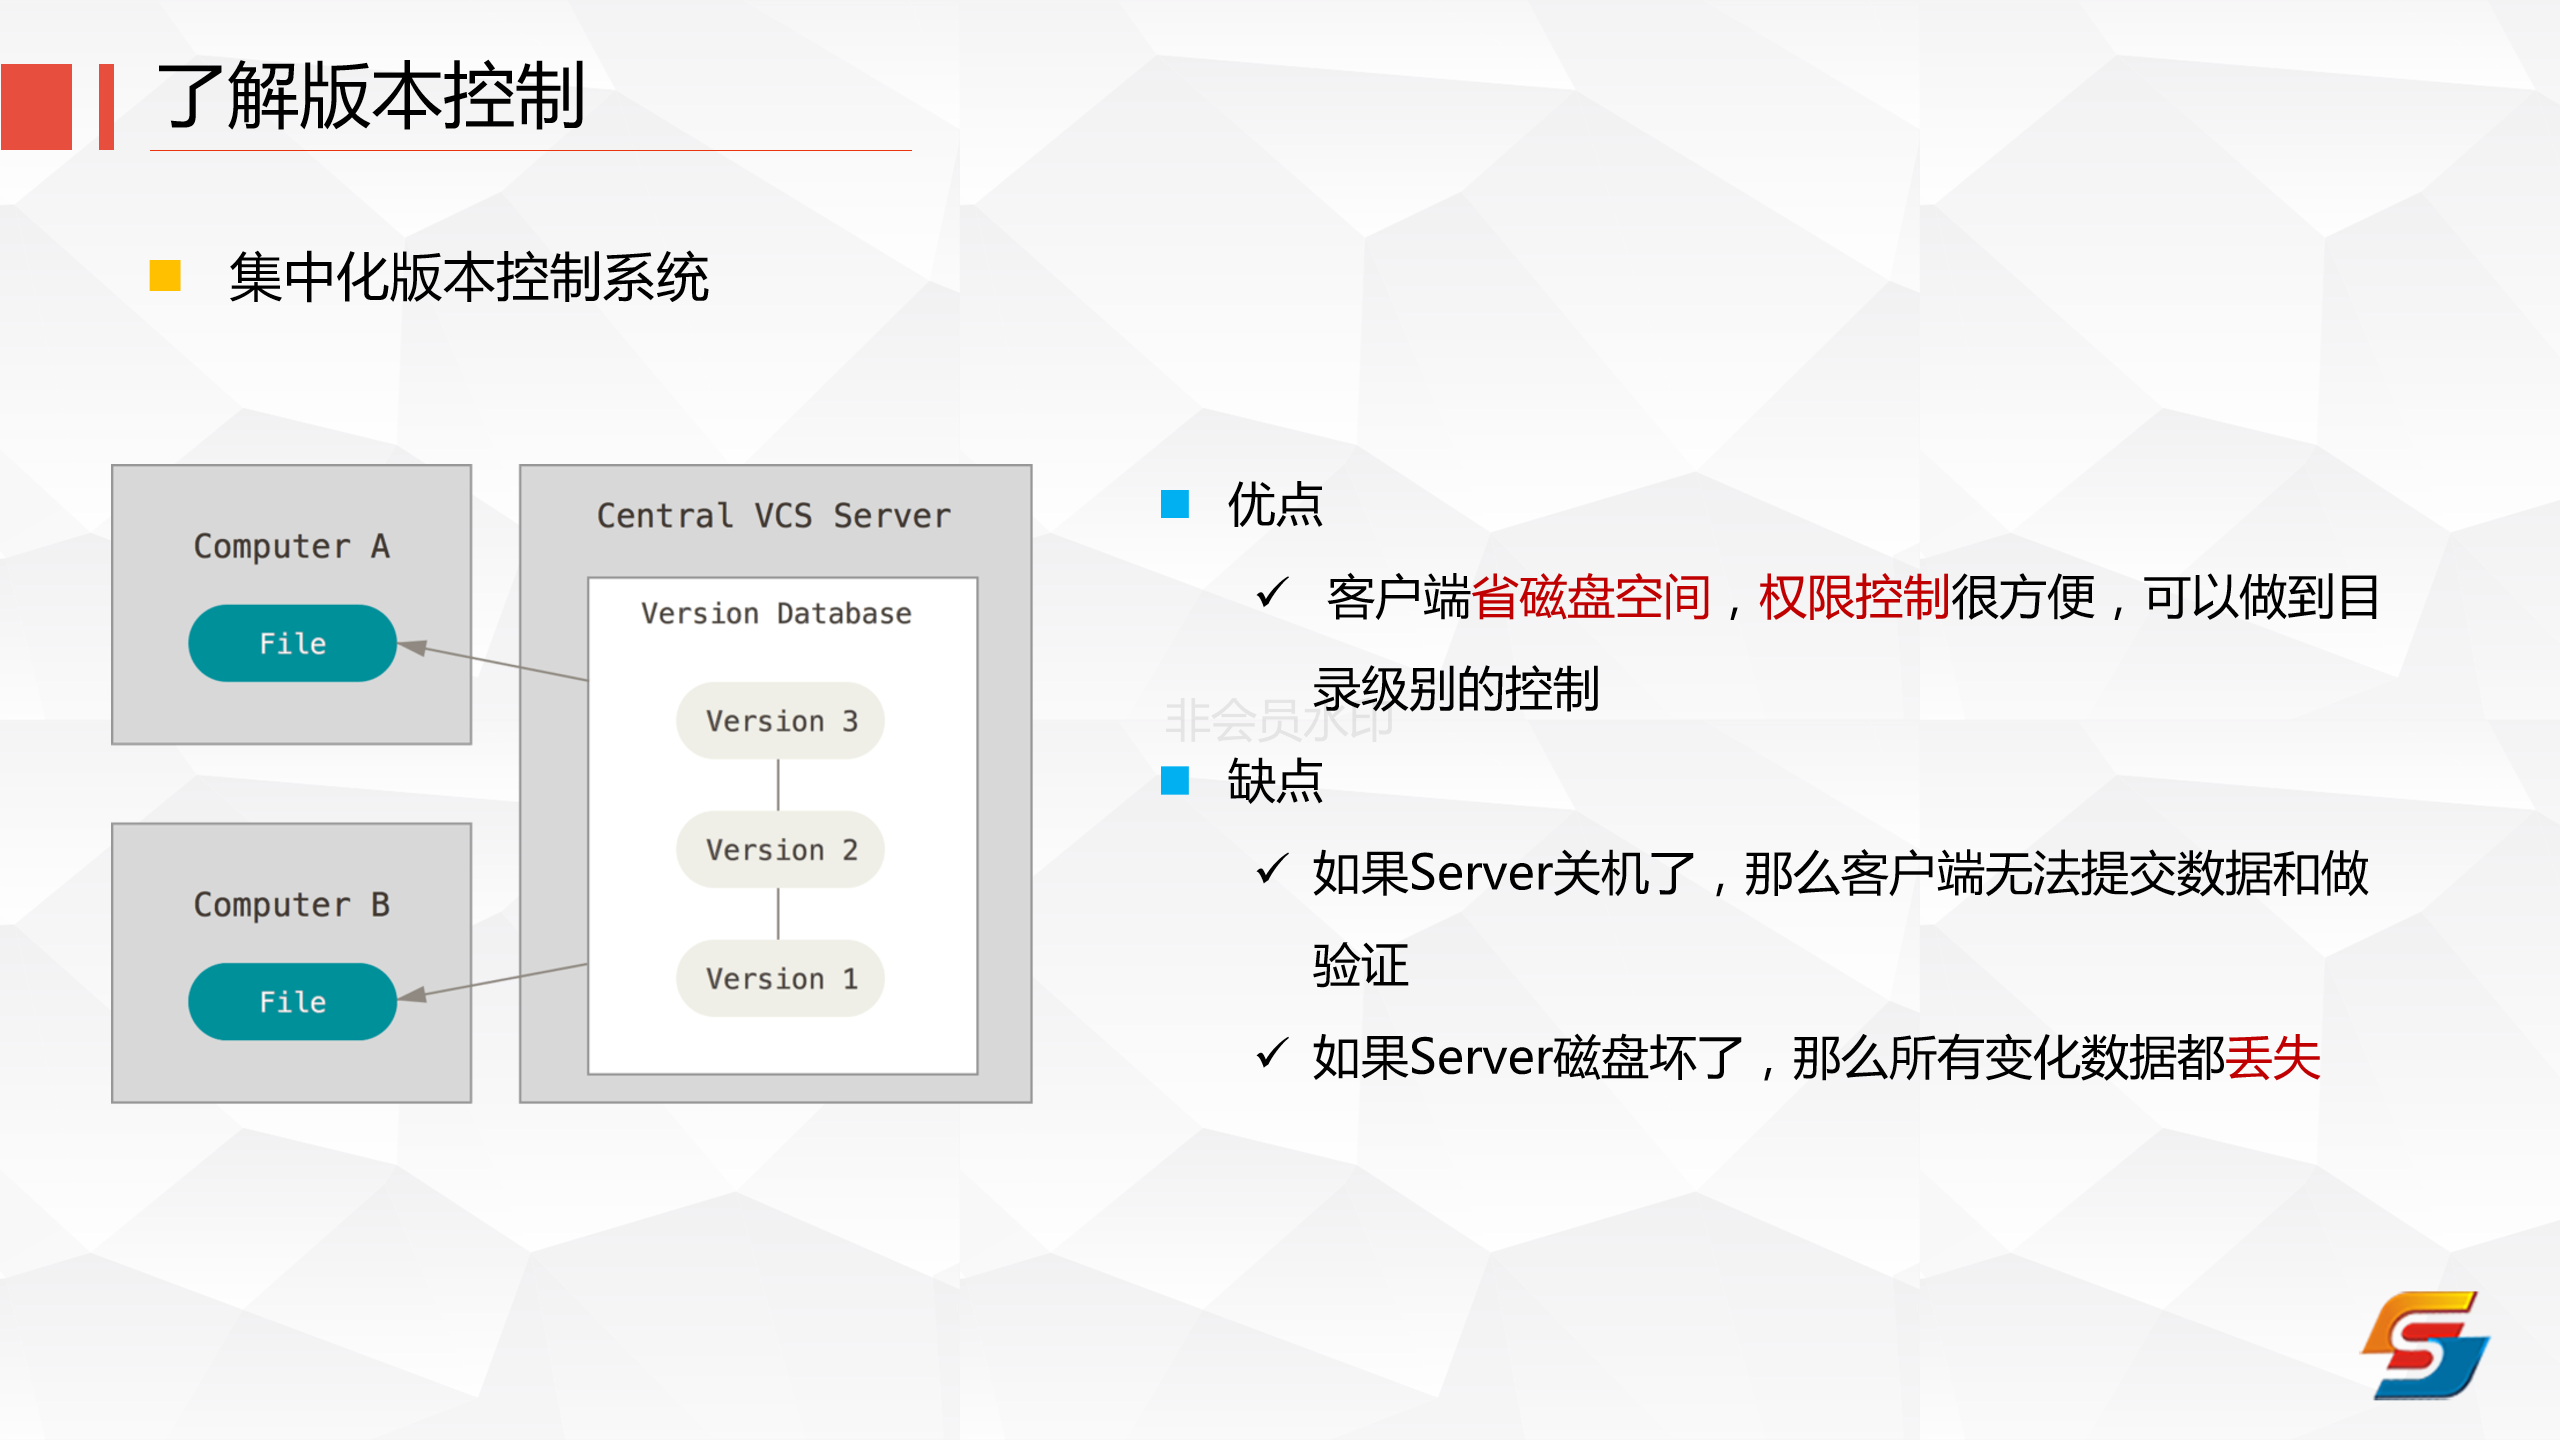 了解版本控制
集中化版本控制系统
Computer A
File
Computer B
File
Central VCS Server
Version Database
Version 3
Version 2
Version 1
优点
客户端省磁盘空间，权限控制很方便，可以做到目
录级别的控制
非会员水印
缺点
如果Server关机了，那么客户端无法提交数据和做
验证
如果Server磁盘坏了，那么所有变化数据都丢失